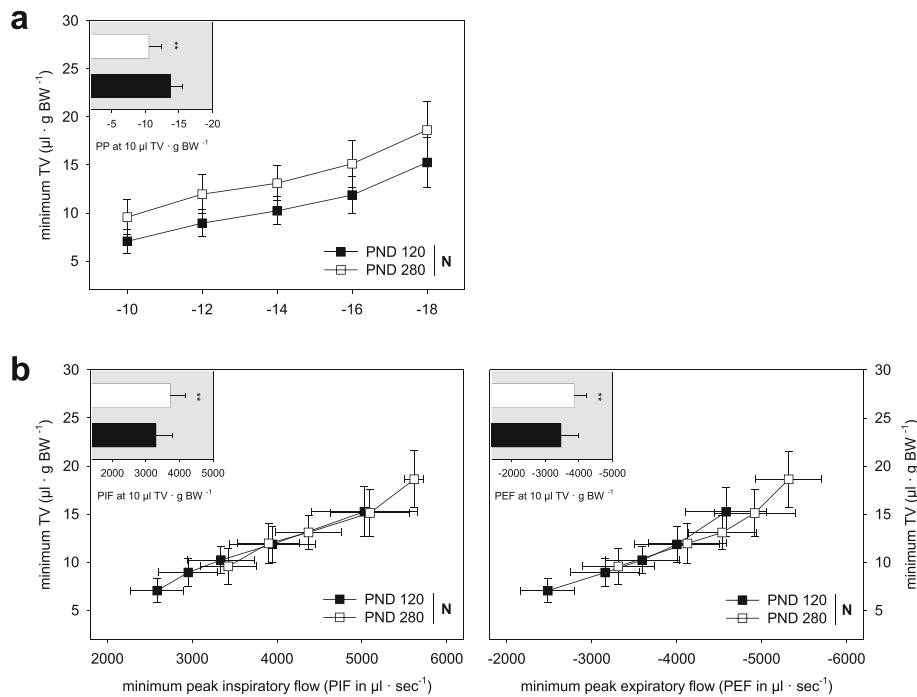 a
minimum TV (µl · g BW -1)
30
25
20
15
10
5
**
-5 -10 -15 -20
PP at 10 µl TV · g BW -1
PND 120
PND 280
N
-10 -12 -14 -16 -18
b
minimum TV (µl · g BW -1)
30
25
20
15
10
5
**
2000 3000 4000 5000
PIF at 10 µl TV · g BW -1
PND 120
PND 280
N
2000 3000 4000 5000 6000
minimum peak inspiratory flow (PIF in µl · sec-1)
**
-2000 -3000 -4000 -5000
PEF at 10 µl TV · g BW -1
PND 120
PND 280
N
-2000 -3000 -4000 -5000 -6000
minimum peak expiratory flow (PEF in µl · sec-1)
30
25
20
15
10
5
minimum TV (µl · g BW -1)